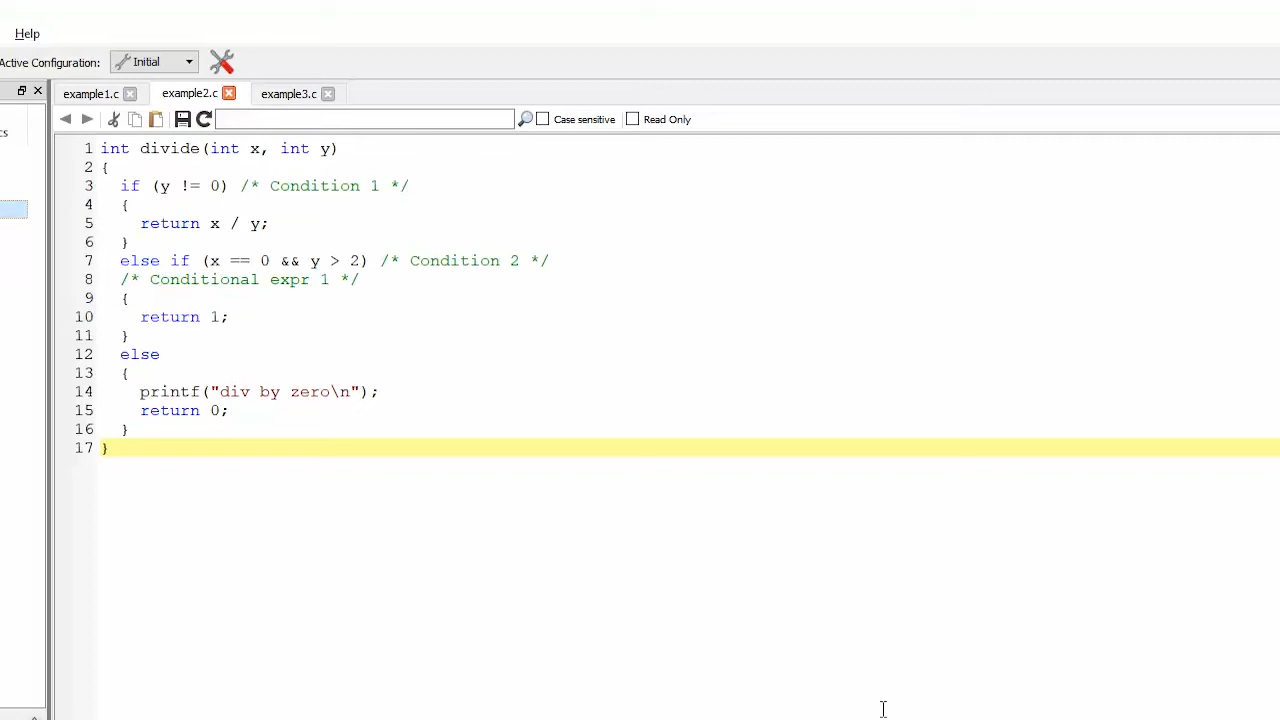 Help
Active Configuration: Initial
example1.c example2.c example3.c
Case sensitive Read Only
cs
1 int divide(int x, int y)
2 {
3 if (y != 0) /* Condition 1 */
4 {
5 return x / y;
6 }
7 else if (x == 0 && y > 2) /* Condition 2 */
8 /* Conditional expr 1 */
9 {
10 return 1;
11 }
12 else
13 {
14 printf("div by zero\n");
15 return 0;
16 }
17 }